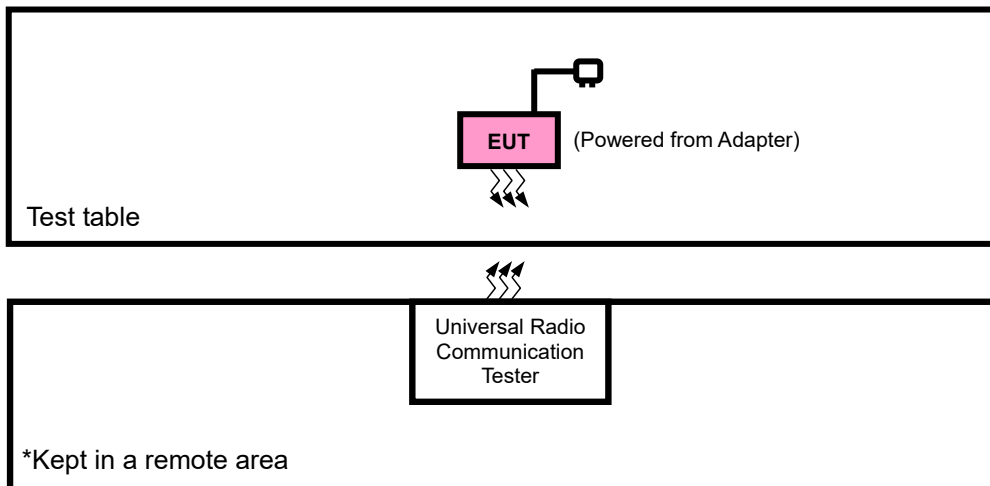 EUT
(Powered from Adapter)
Test table
Universal Radio
Communication
Tester
*Kept in a remote area